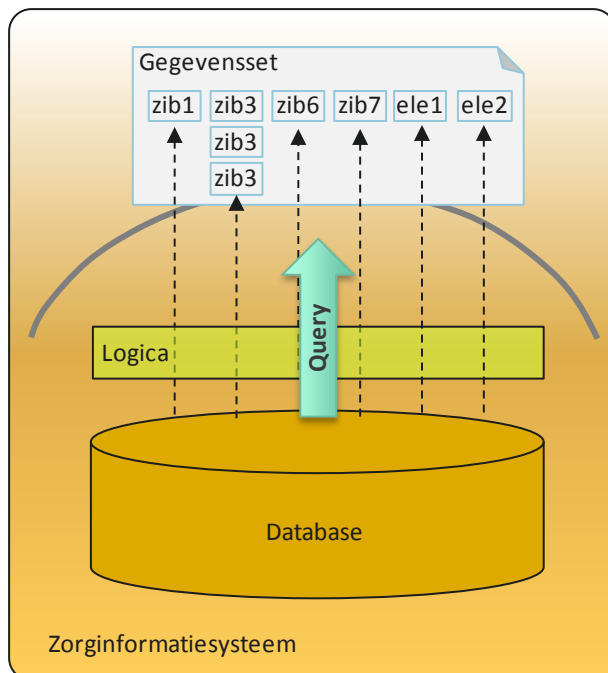 Gegevensset
zib1 zib3 zib6 zib7 ele1 ele2
zib3
zib3
Query
Logica
Database
Zorginformatiesysteem